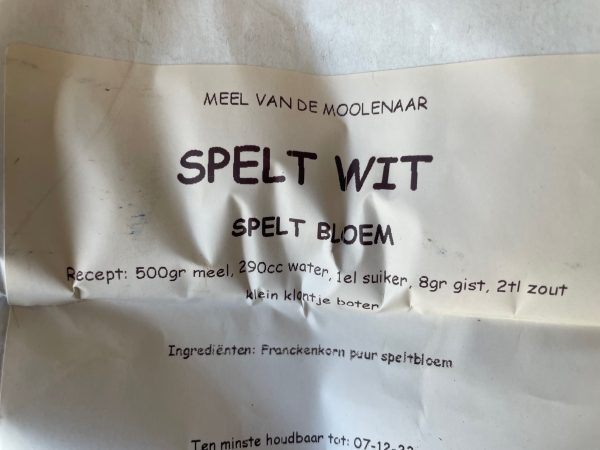 MEEL VAN DE MOOLENAAR
SPELT WIT
SPELT BLOEM
Recept: 500gr meel, 290cc water, 1el suiker, 8gr gist, 2tl zout
klein klontje boter
Ingrediënten: Franckenkorn puur speltbloem
Ten minste houdbaar tot: 07-12-